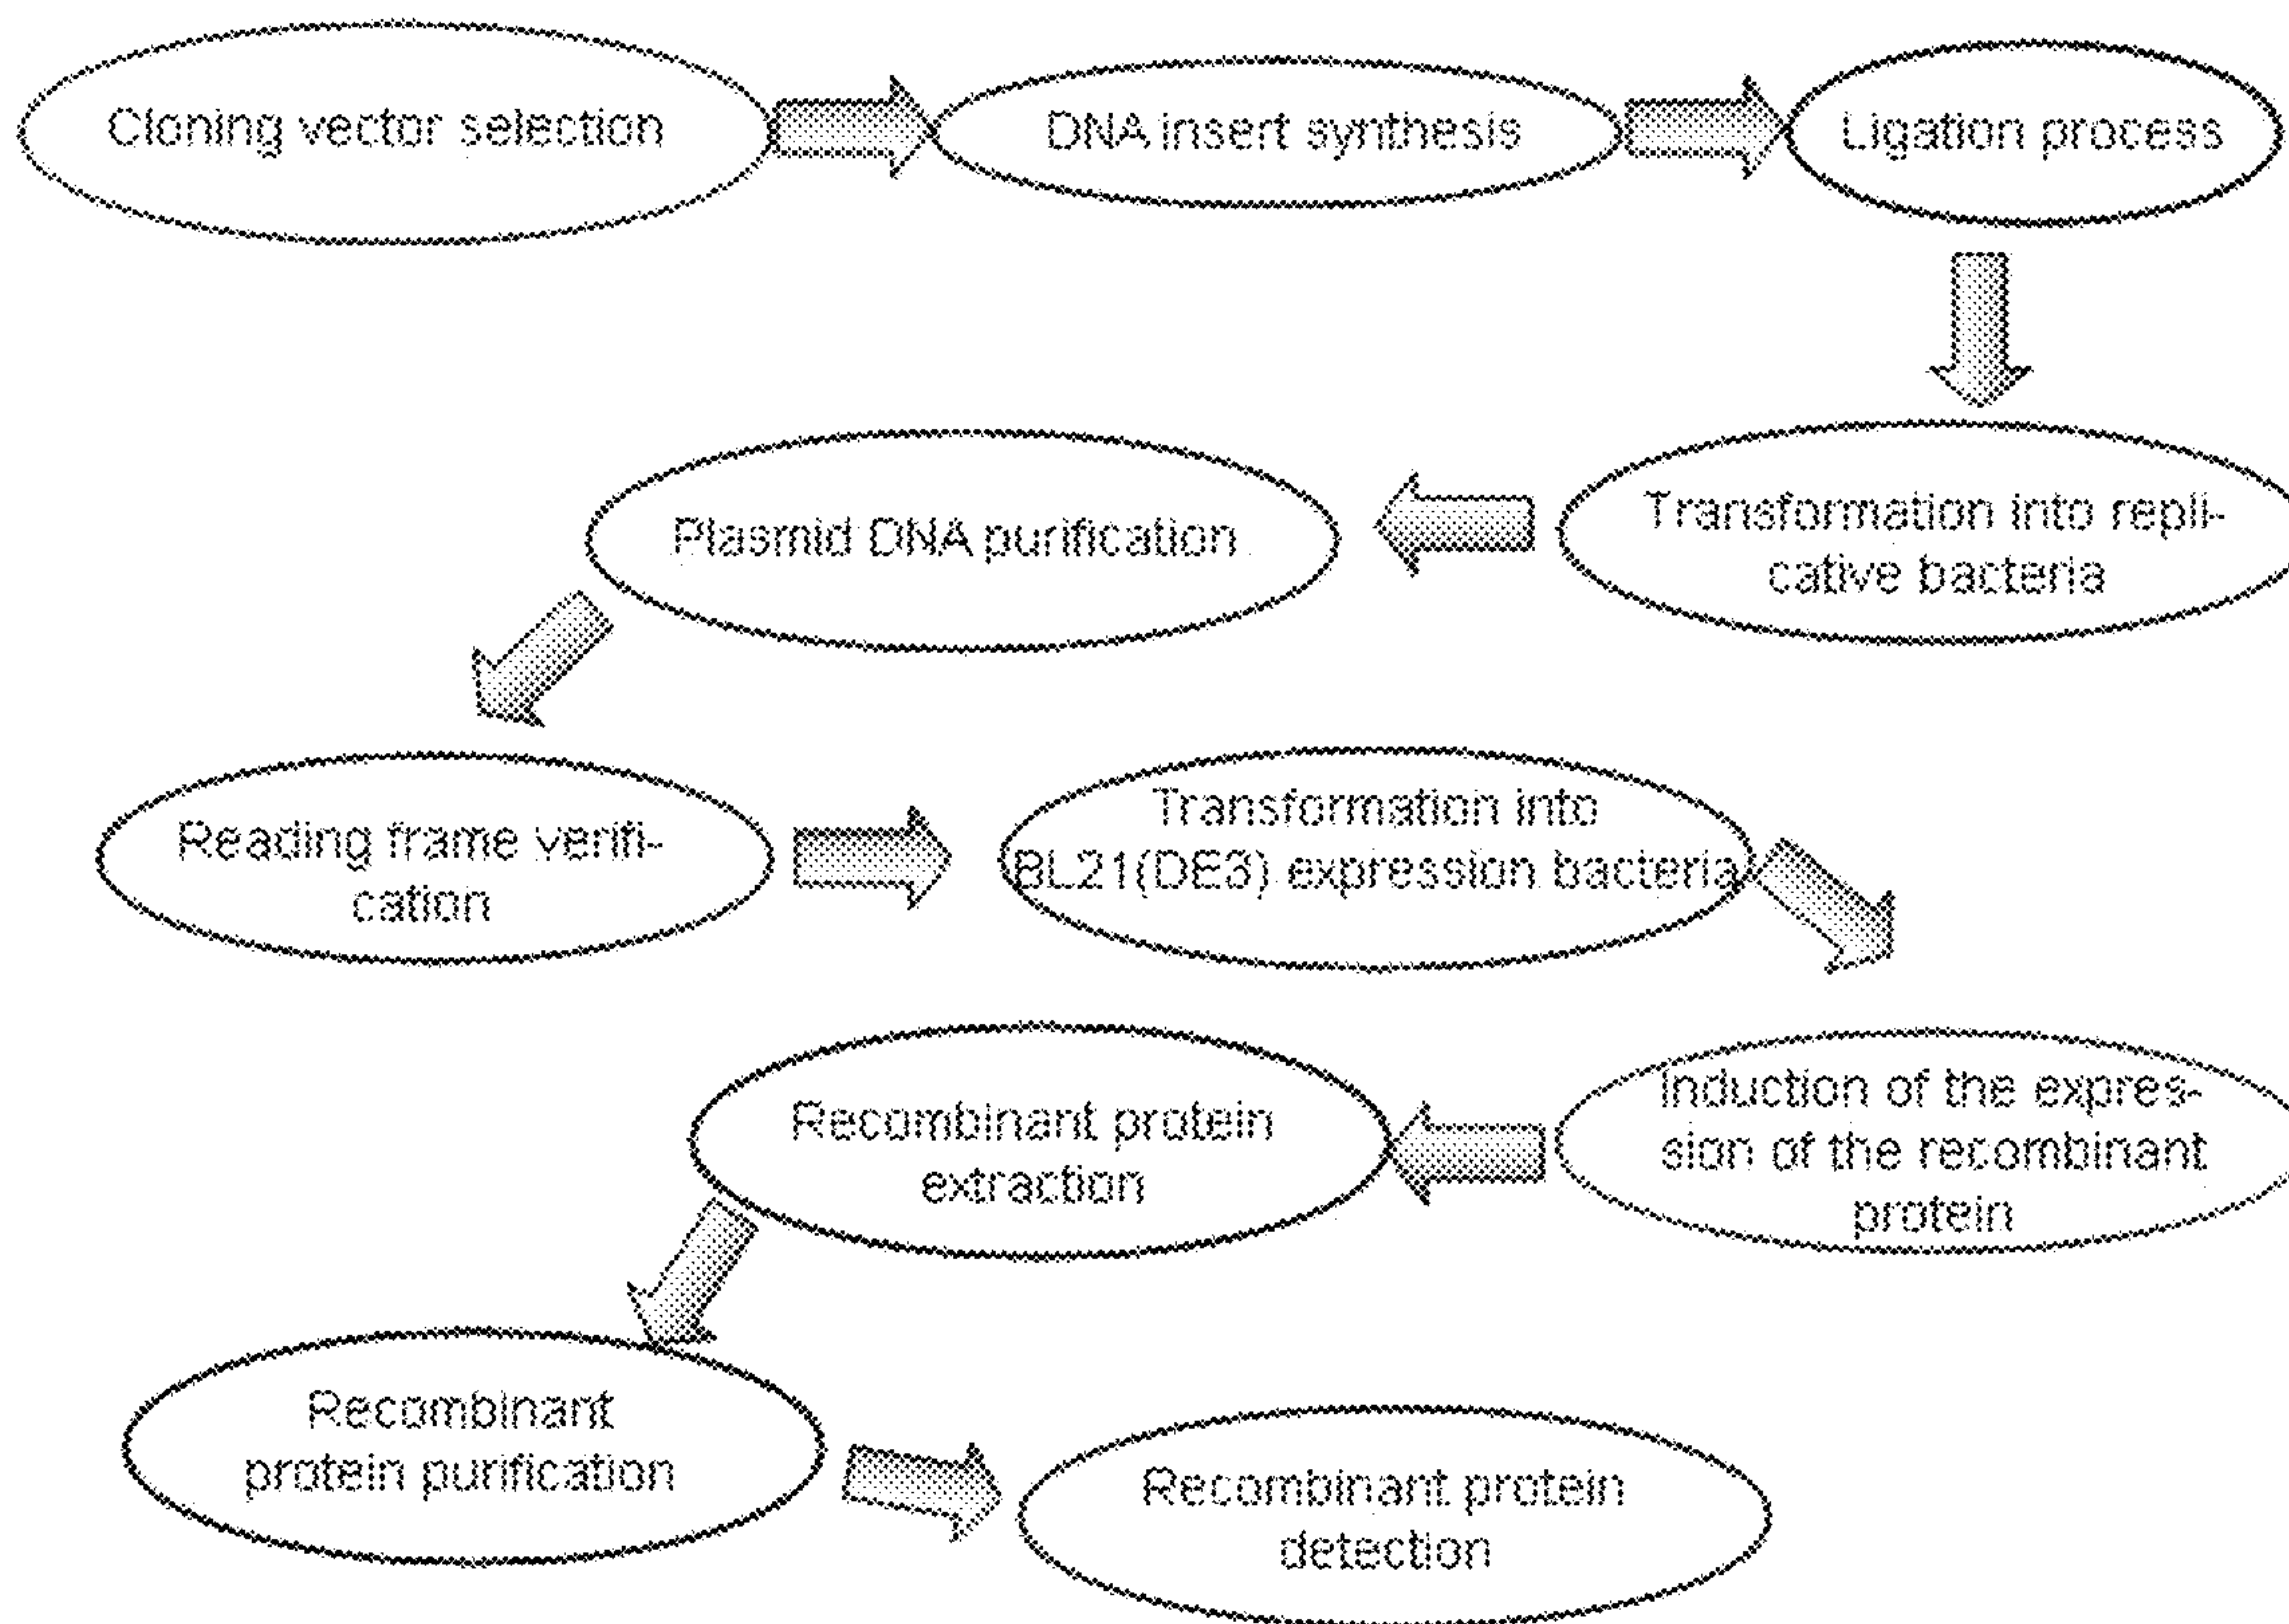 Cloning vector selection
DNA insert synthesis
Ligation process
Transformation into repli-
cative bacteria
Plasmid DNA purification
Reading frame verifi-
cation
Transformation into
BL21(DE3) expression bacteria
Induction of the expres-
sion of the recombinant
protein
Recombinant protein
extraction
Recombinant
protein purification
Recombinant protein
detection